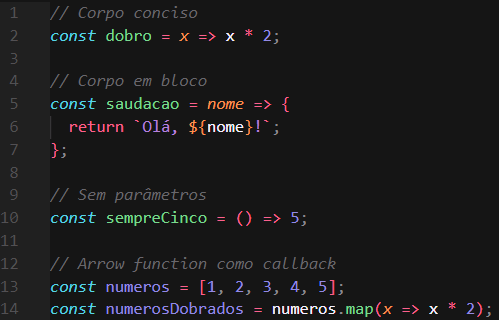 1 // Corpo conciso
2 const dobro = x => x * 2;
3
4 // Corpo em bloco
5 const saudacao = nome => {
6   return `Olá, ${nome}!`;
7 };
8
9 // Sem parâmetros
10 const sempreCinco = () => 5;
11
12 // Arrow function como callback
13 const numeros = [1, 2, 3, 4, 5];
14 const numerosDobrados = numeros.map(x => x * 2);